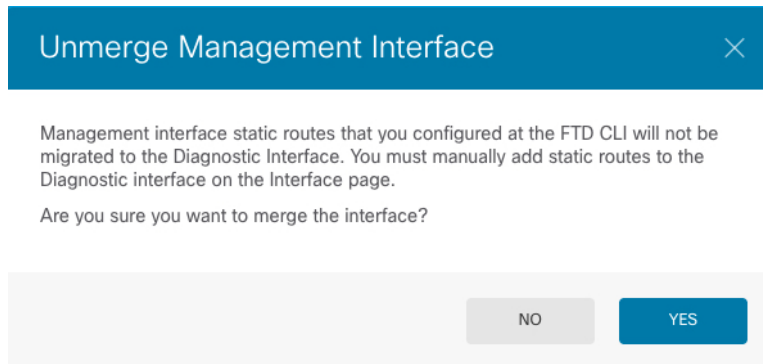 Unmerge Management Interface
Management interface static routes that you configured at the FTD CLI will not be
migrated to the Diagnostic Interface. You must manually add static routes to the
Diagnostic interface on the Interface page.
Are you sure you want to merge the interface?
NO
YES